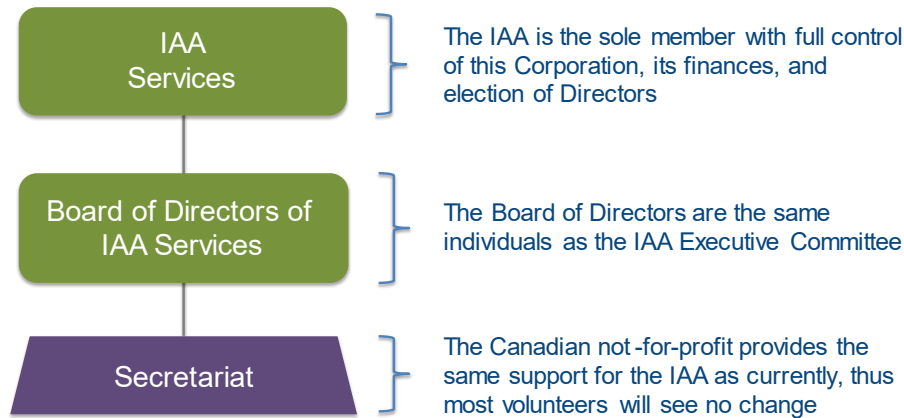 IAA
Services
The IAA is the sole member with full control
of this Corporation, its finances, and
election of Directors
Board of Directors of
IAA Services
The Board of Directors are the same
individuals as the IAA Executive Committee
Secretariat
The Canadian not-for-profit provides the
same support for the IAA as currently, thus
most volunteers will see no change